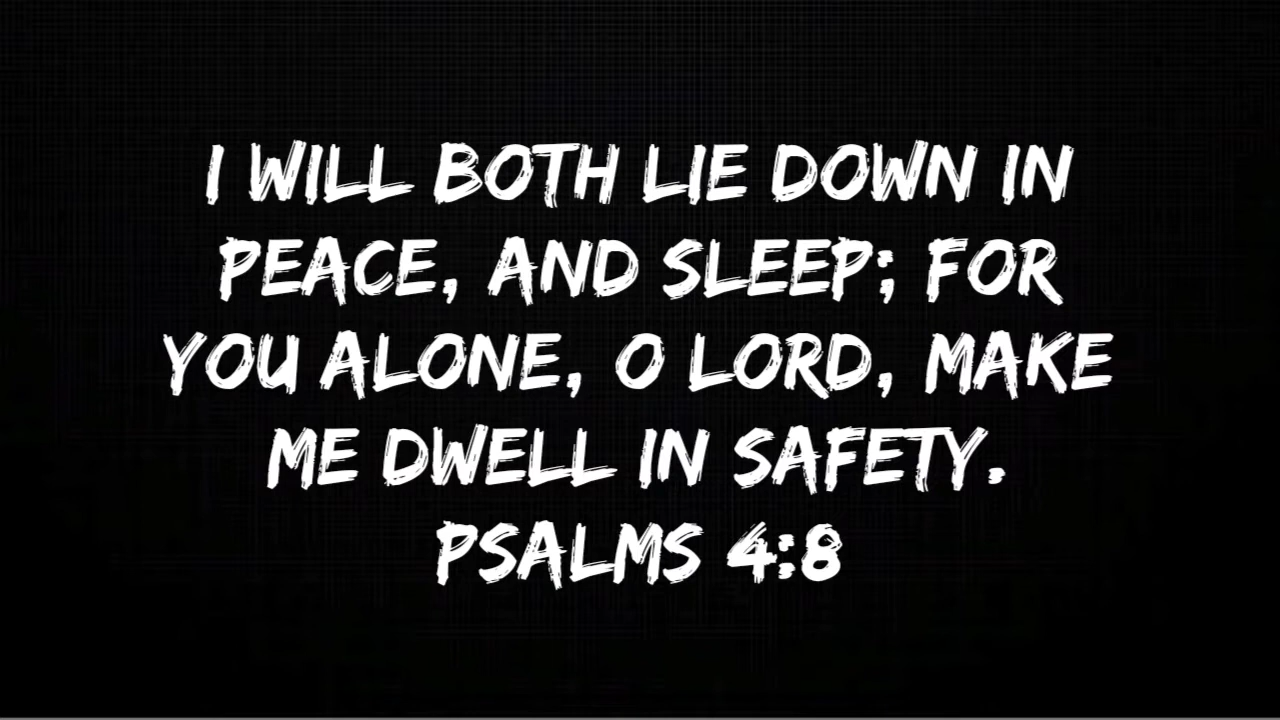 I WILL BOTH LIE DOWN IN
PEACE, AND SLEEP; FOR
YOU ALONE, O LORD, MAKE
ME DWELL IN SAFETY.
PSALMS 4:8